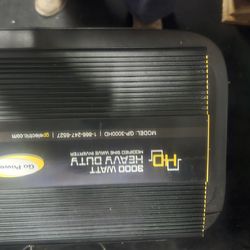 HD
3000 WATT
HEAVY DUTY
MODIFIED SINE WAVE INVERTER
MODEL: GP-3000HD | 1-866-247-6527 | gpelectric.com
Go Power